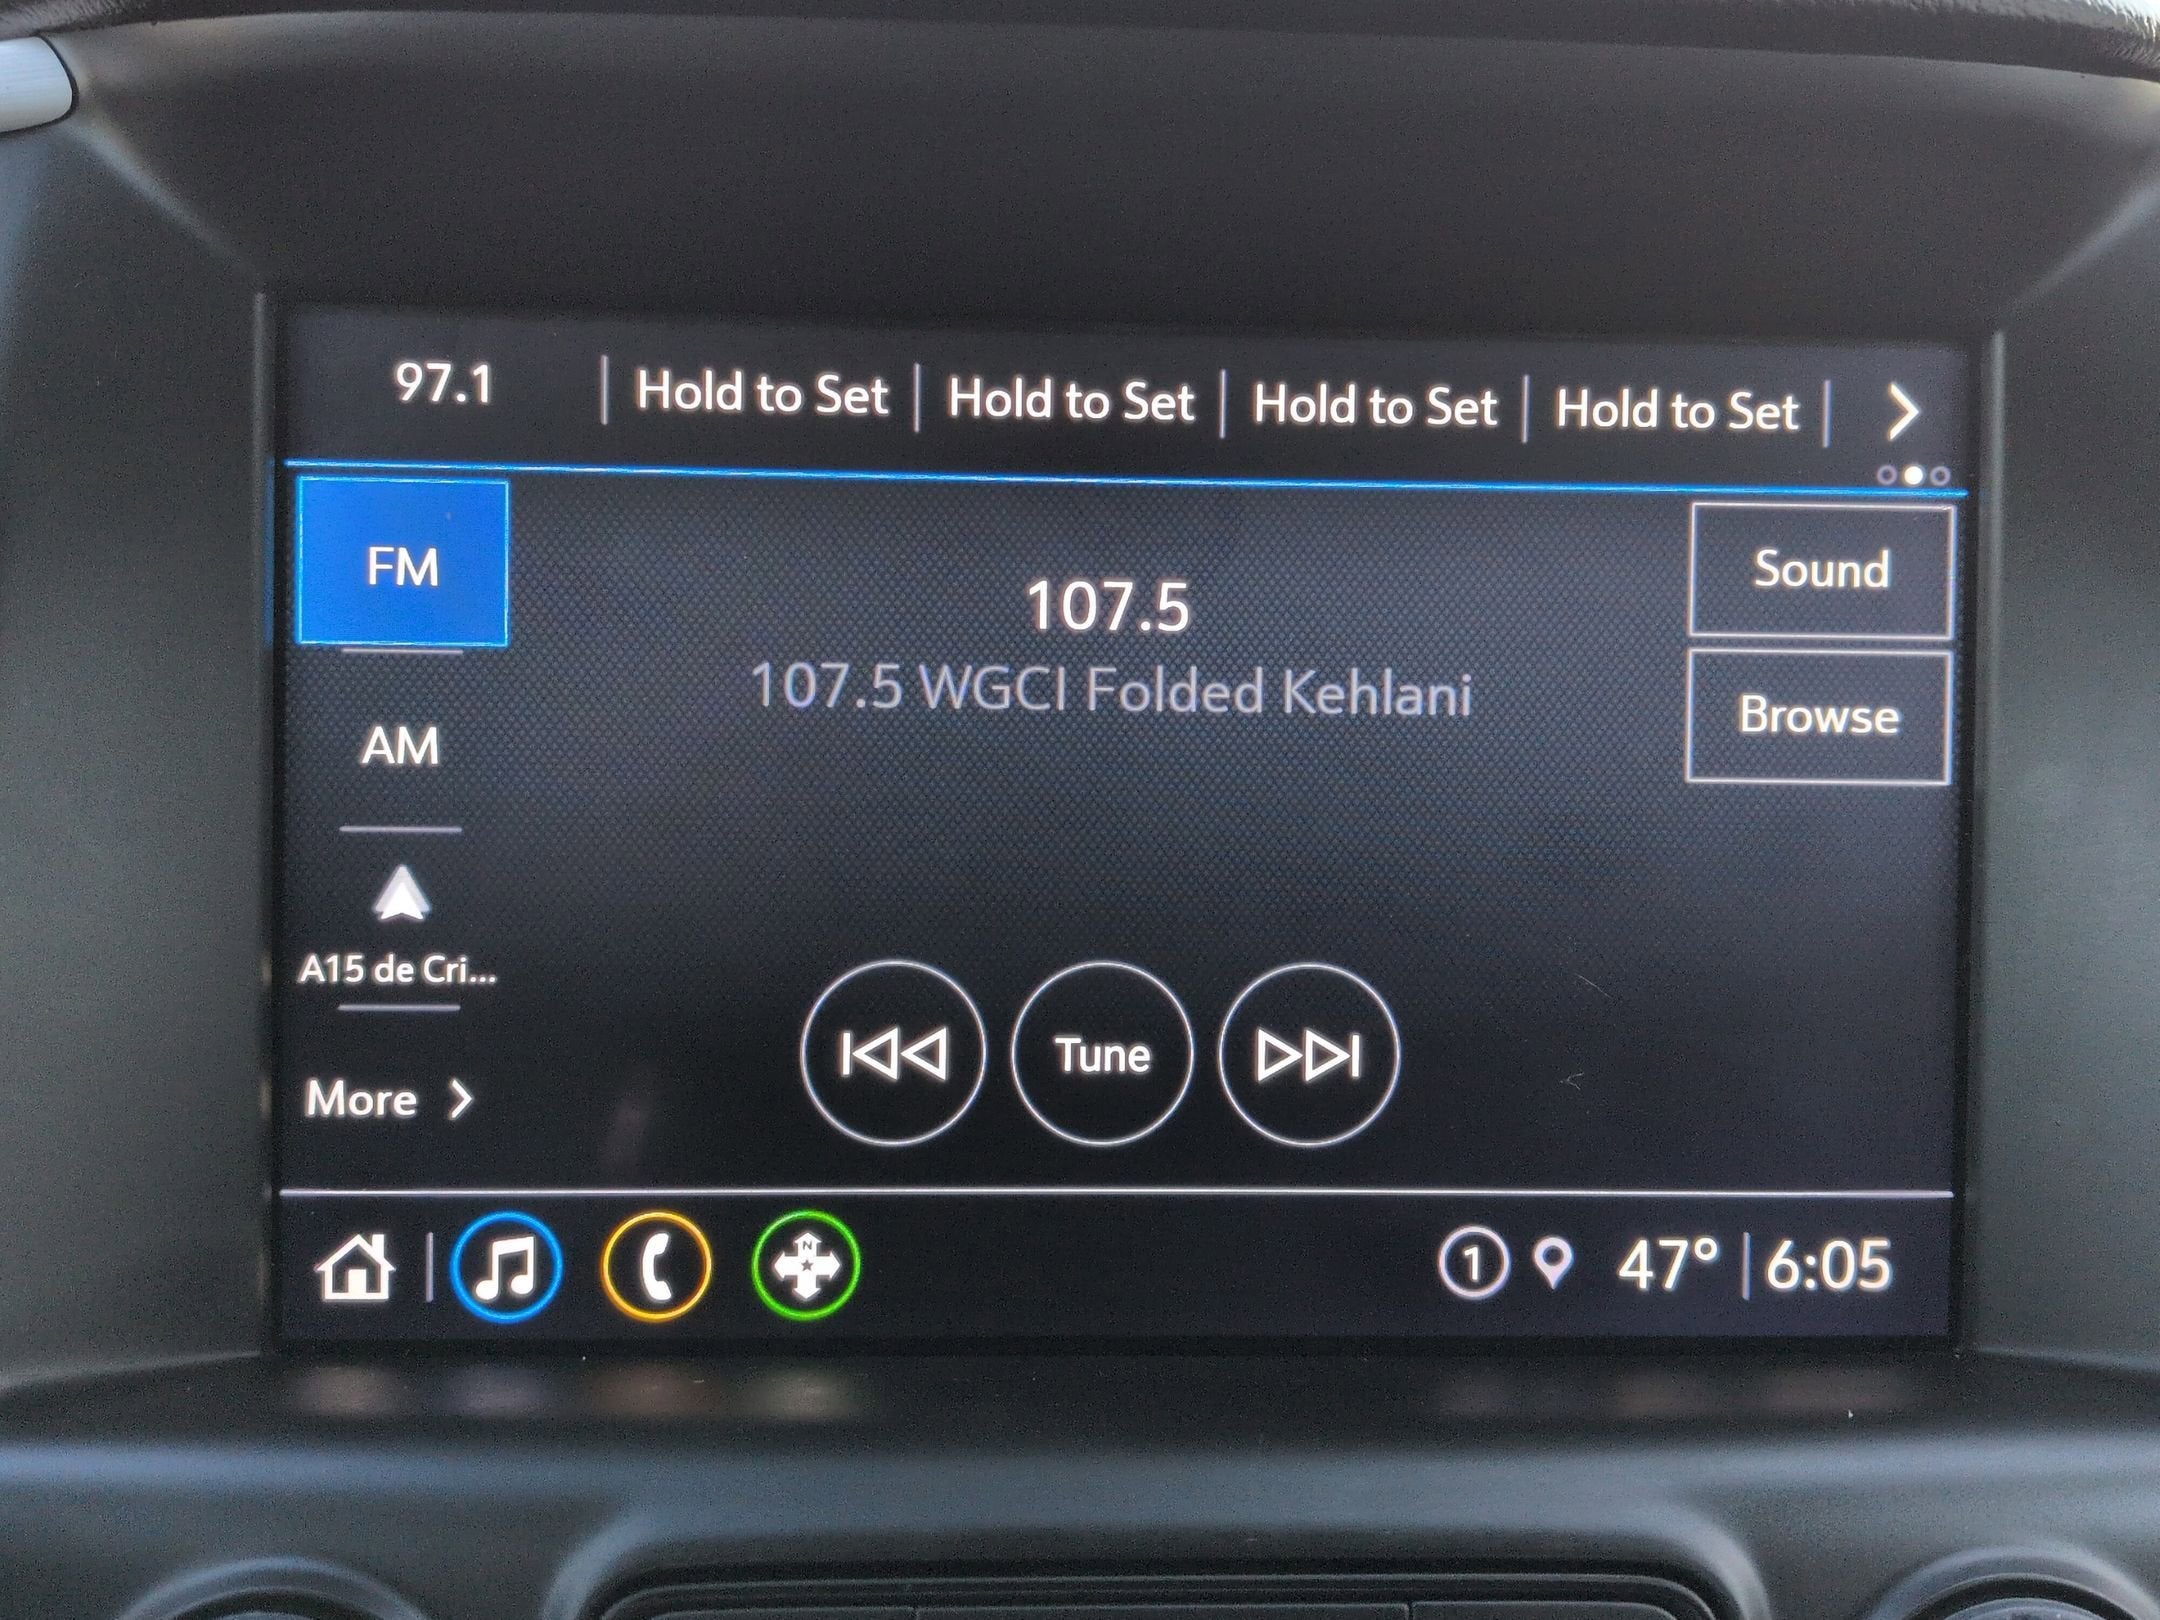 97.1 Hold to Set Hold to Set Hold to Set Hold to Set
FM
Sound
107.5
107.5 WGCI Folded Kehlani
Browse
AM
A15 de Cri...
Tune
More
N
1 47° 6:05